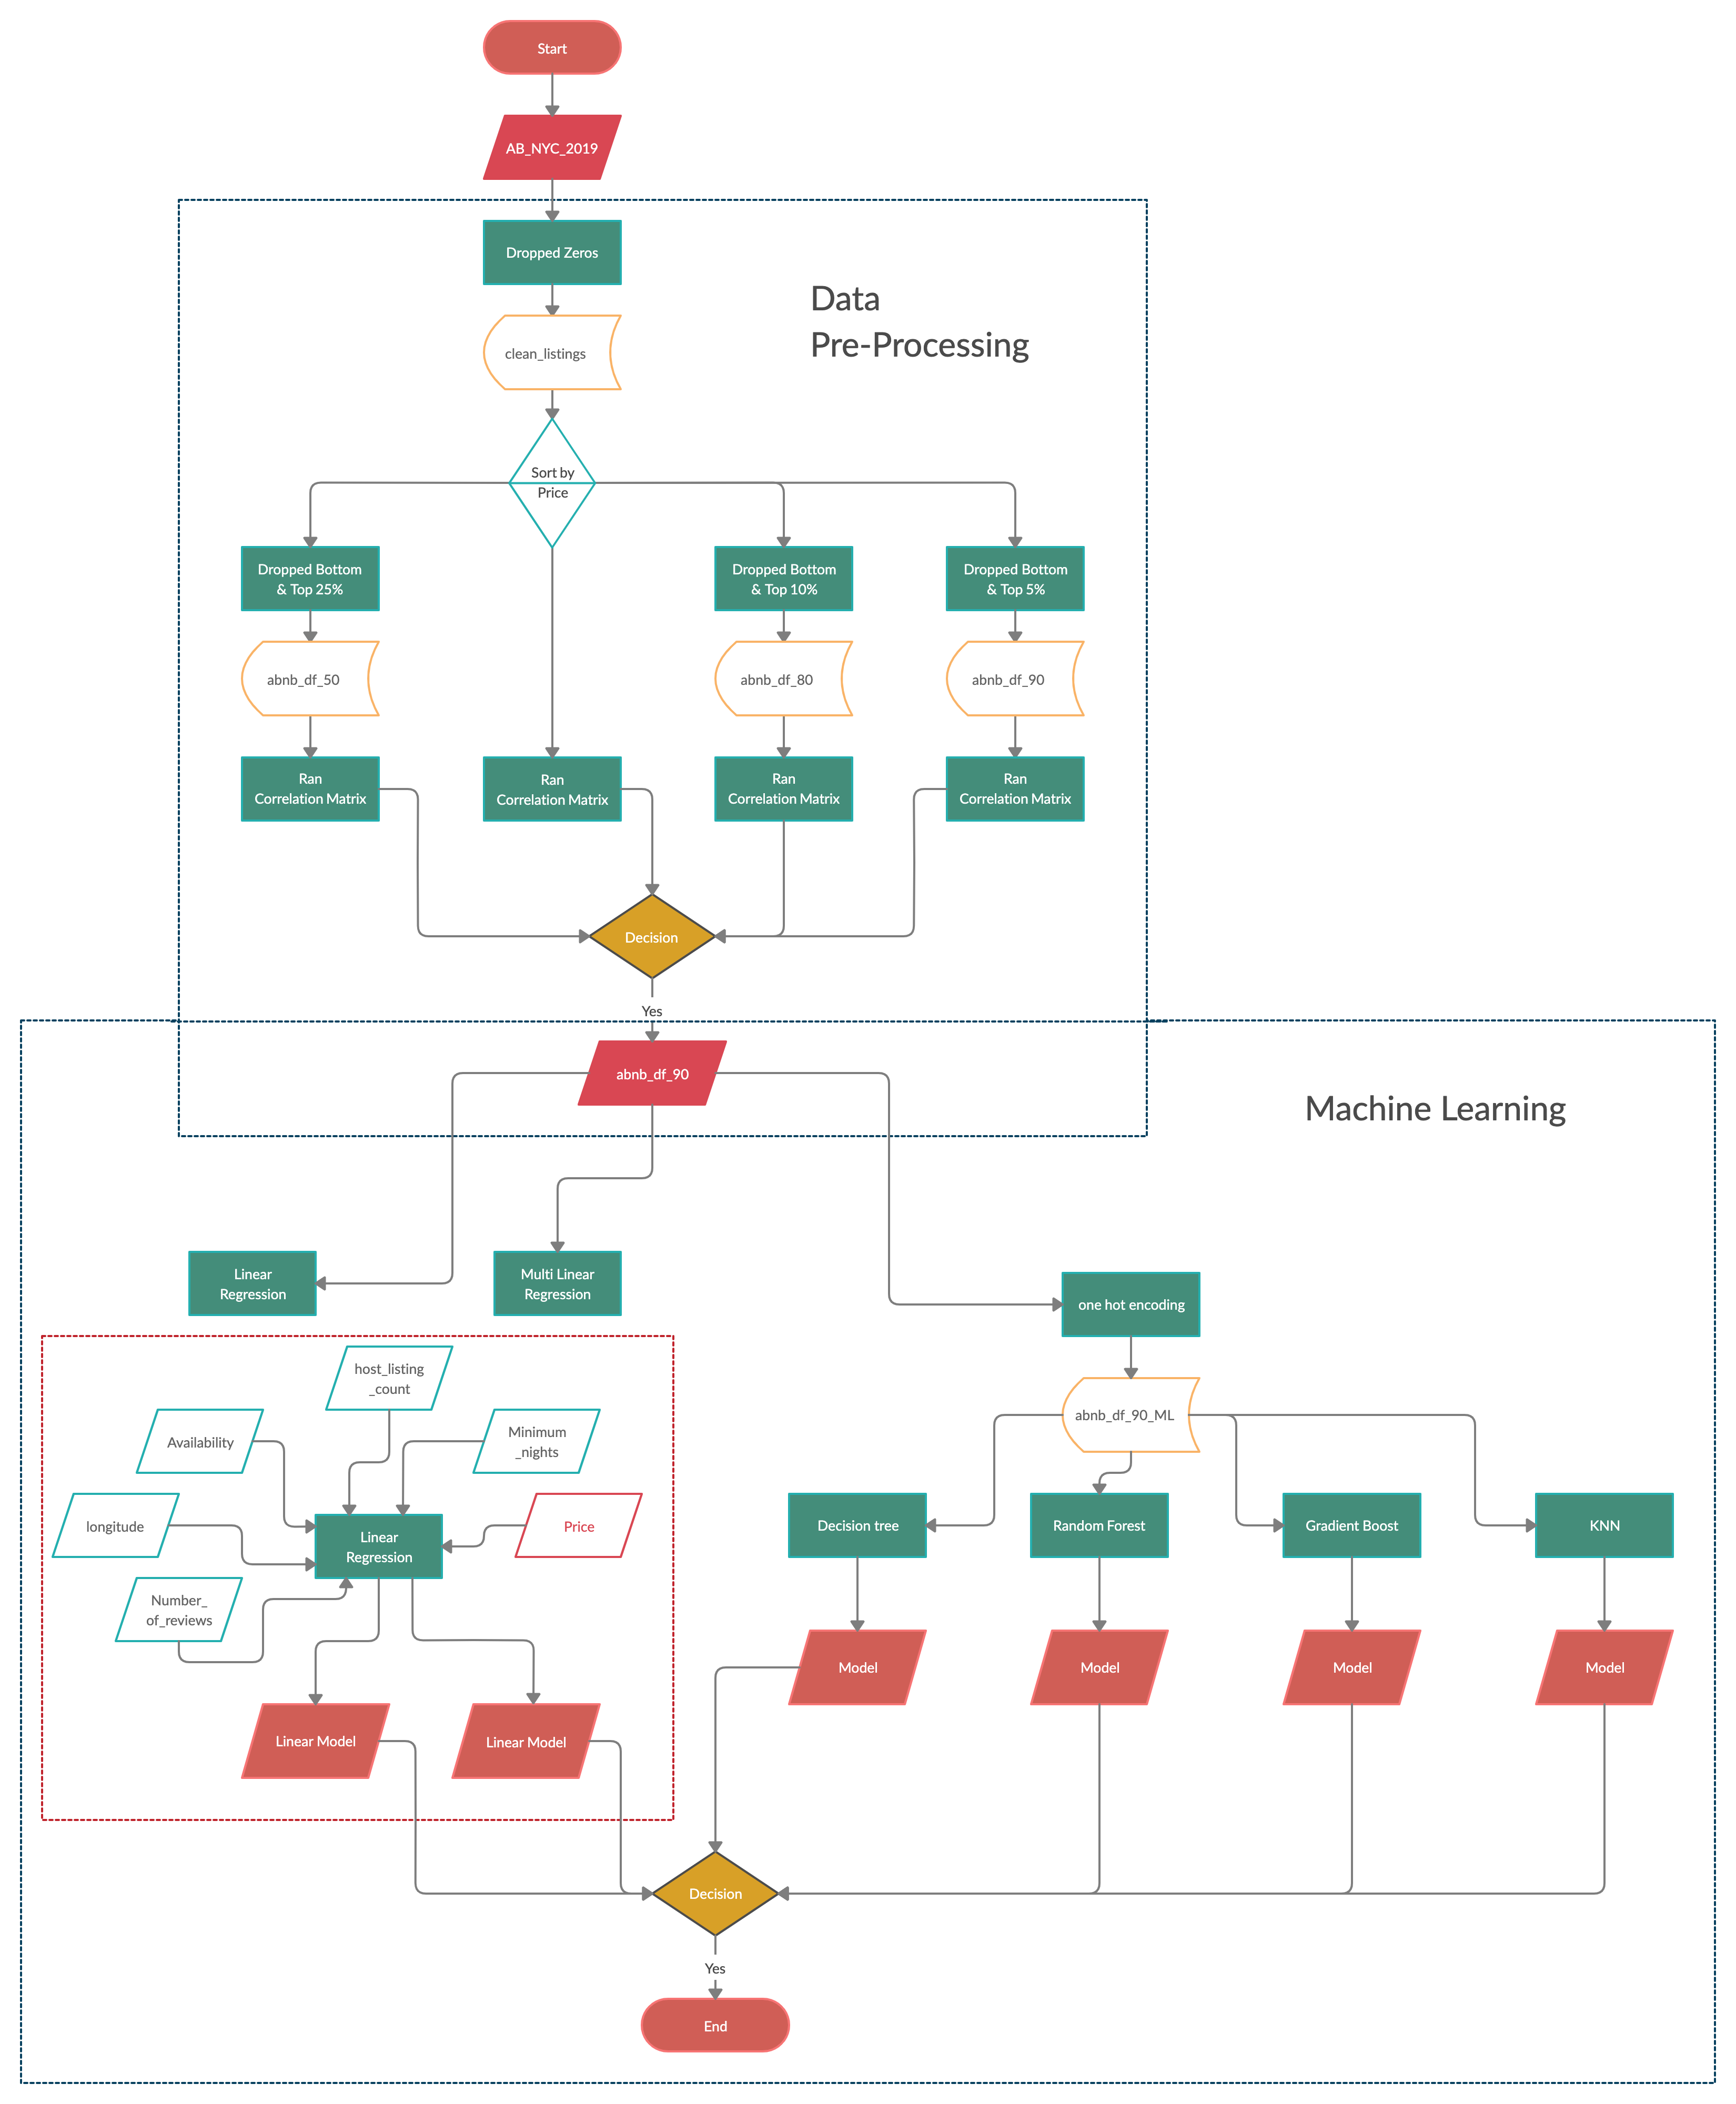 Start
AB_NYC_2019
Dropped Zeros
Data
Pre-Processing
clean_listings
Sort by
Price
Dropped Bottom
& Top 25%
Dropped Bottom
& Top 10%
Dropped Bottom
& Top 5%
abnb_df_50
abnb_df_80
abnb_df_90
Ran
Correlation Matrix
Ran
Correlation Matrix
Ran
Correlation Matrix
Ran
Correlation Matrix
Decision
Yes
abnb_df_90
Machine Learning
Linear
Regression
Multi Linear
Regression
one hot encoding
host_listing
_count
Availability
Minimum
_nights
abnb_df_90_ML
longitude
Linear
Regression
Price
Number_
of_reviews
Decision tree
Random Forest
Gradient Boost
KNN
Model
Model
Model
Model
Linear Model
Linear Model
Decision
Yes
End